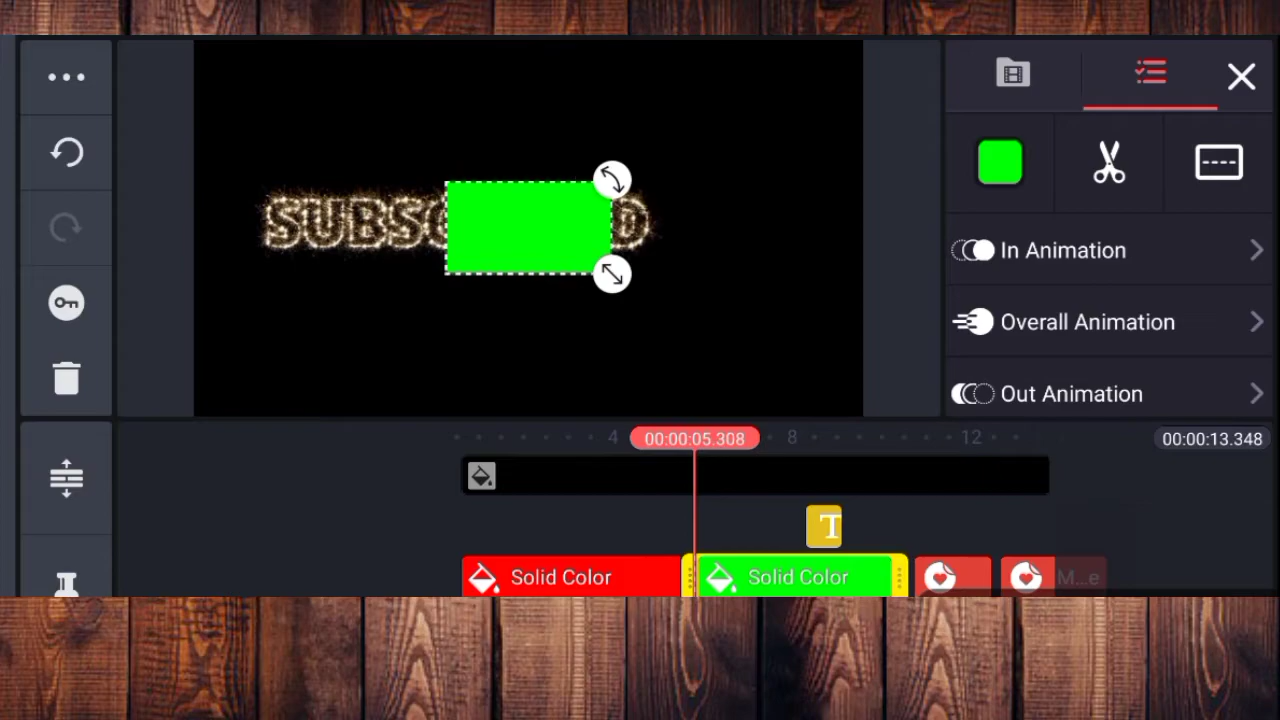 SUBSC
D
In Animation
Overall Animation
Out Animation
4
00:00:05.308
8
12
00:00:13.348
T
Solid Color
Solid Color
M...e